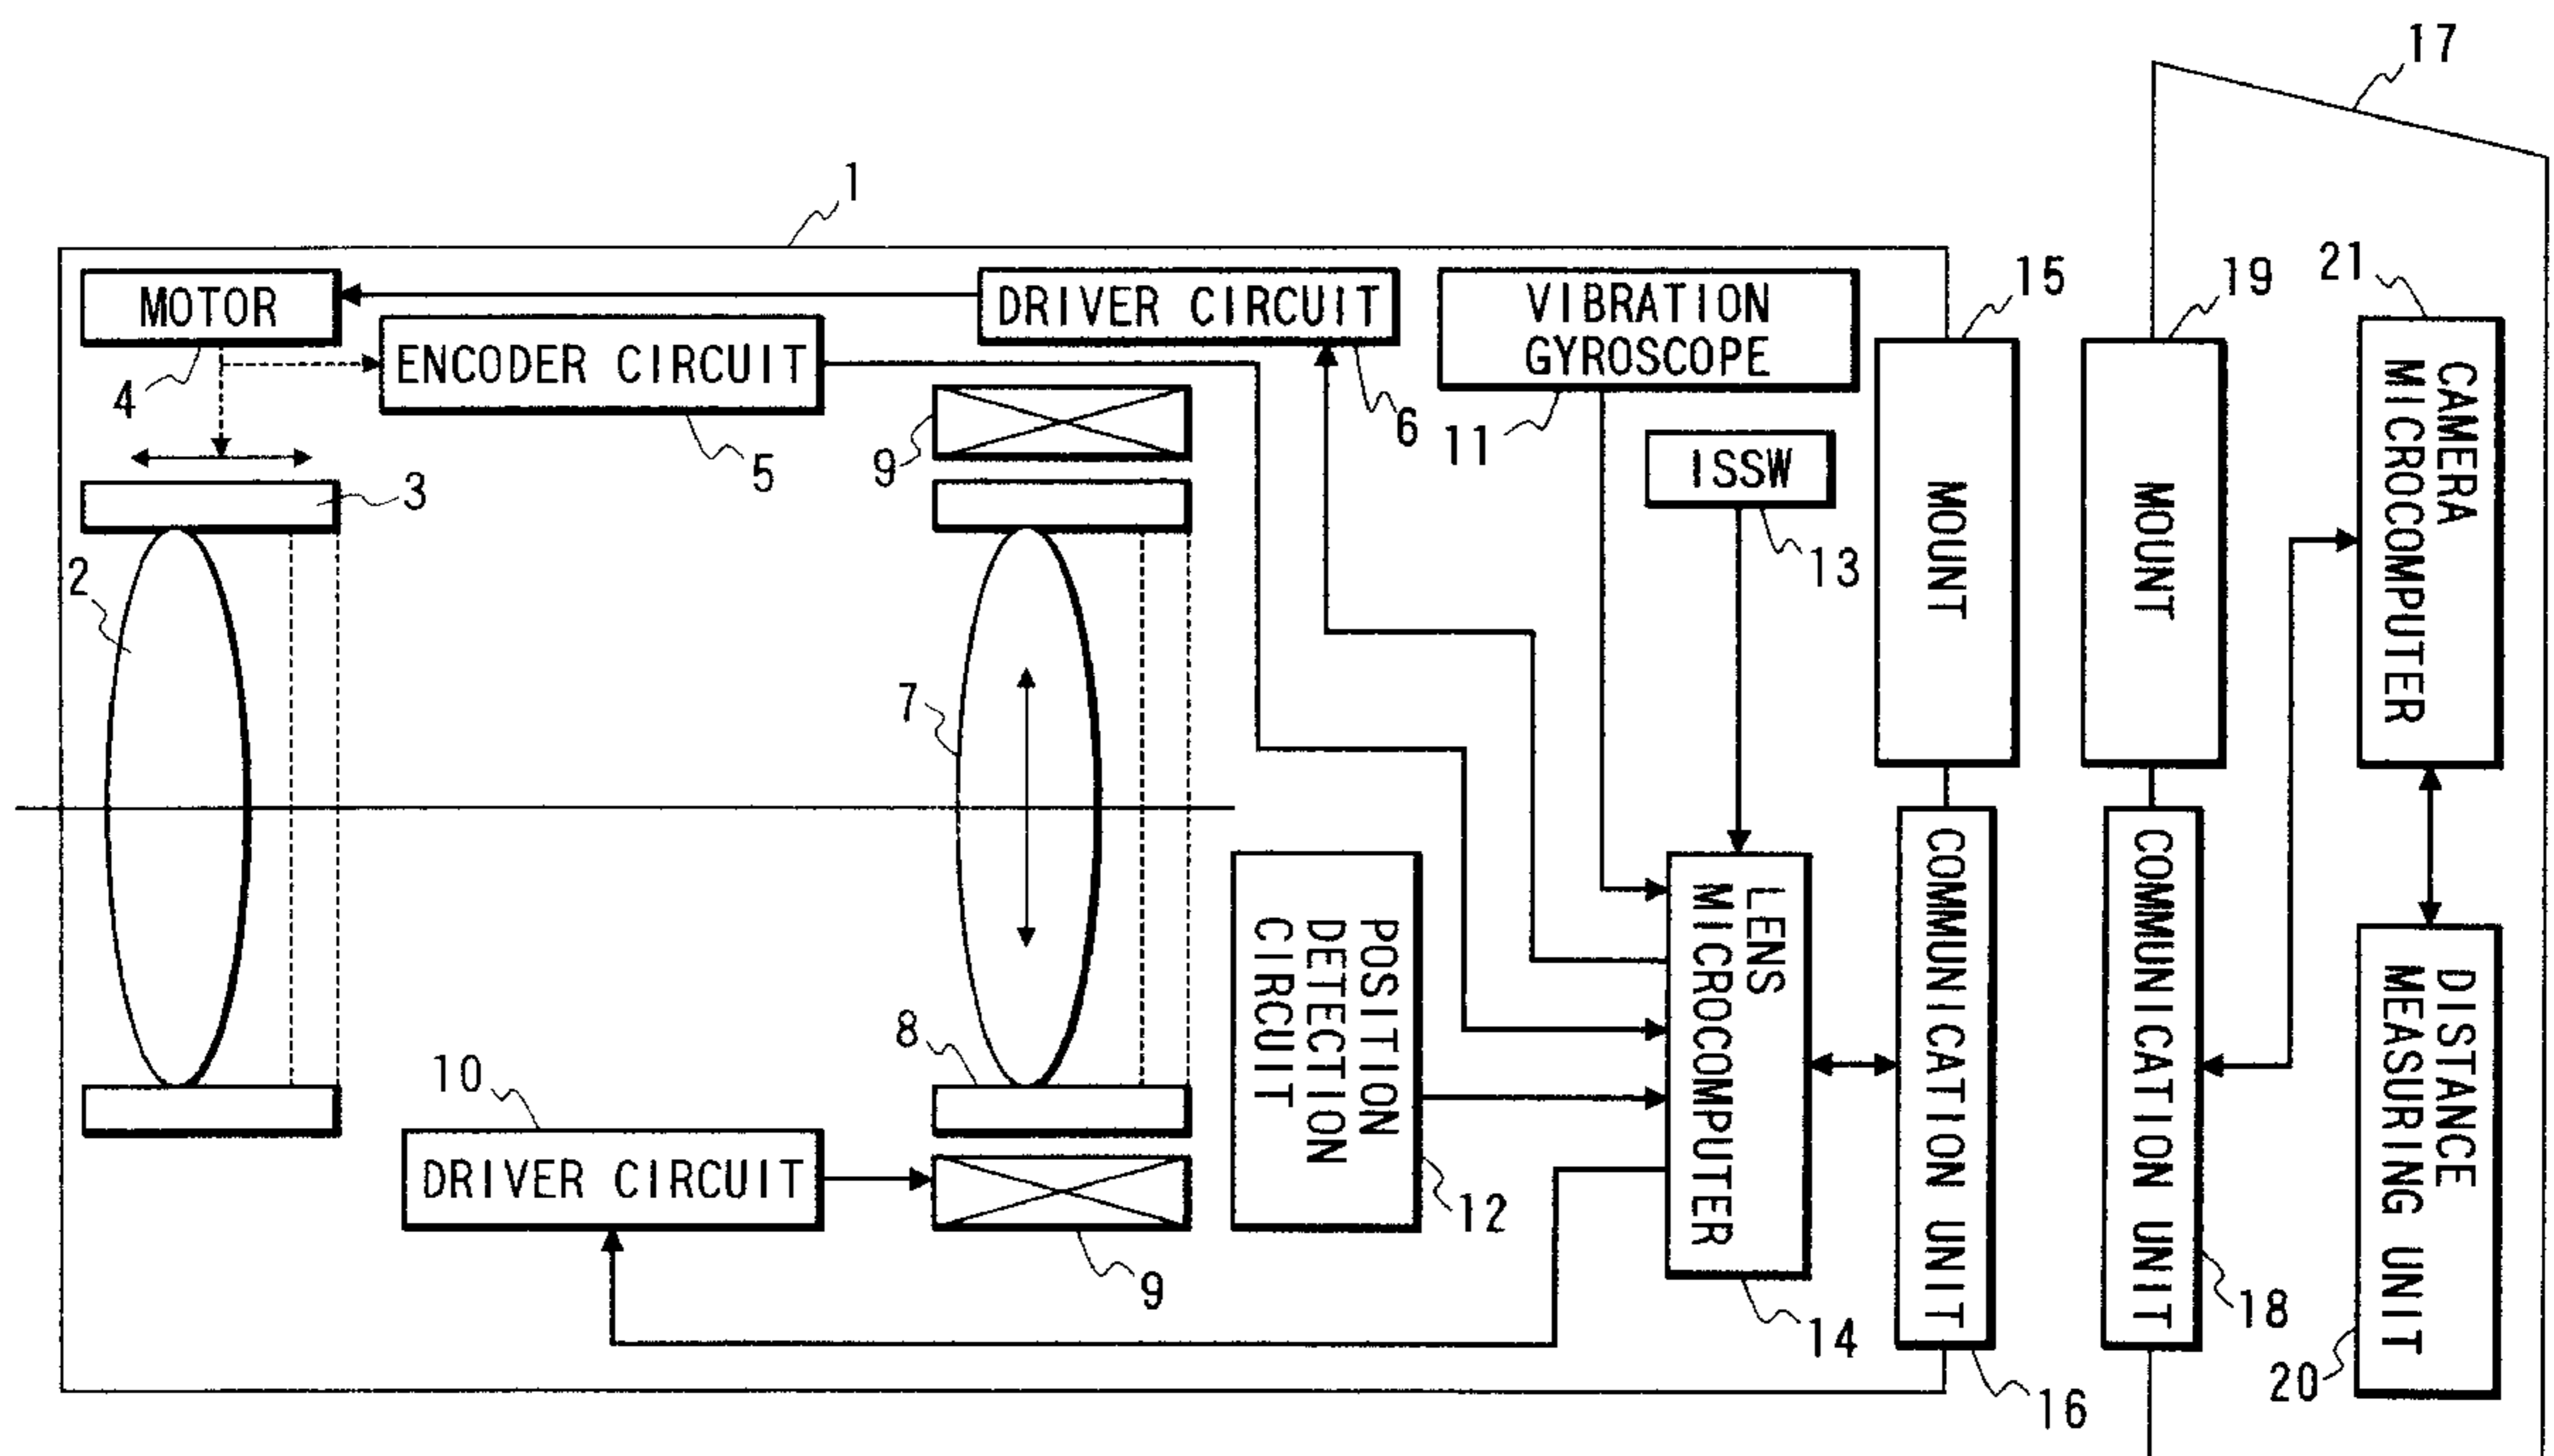 17
1
MOTOR
DRIVER CIRCUIT
VIBRATION
GYROSCOPE
15
19
21
ENCODER CIRCUIT
4
5
9
6
11
ISSW
13
3
2
MOUNT
MOUNT
CAMERA
MICROCOMPUTER
7
8
10
DRIVER CIRCUIT
9
POSITION
DETECTION
CIRCUIT
12
LENS
MICROCOMPUTER
14
COMMUNICATION UNIT
16
COMMUNICATION UNIT
18
DISTANCE
MEASURING UNIT
20